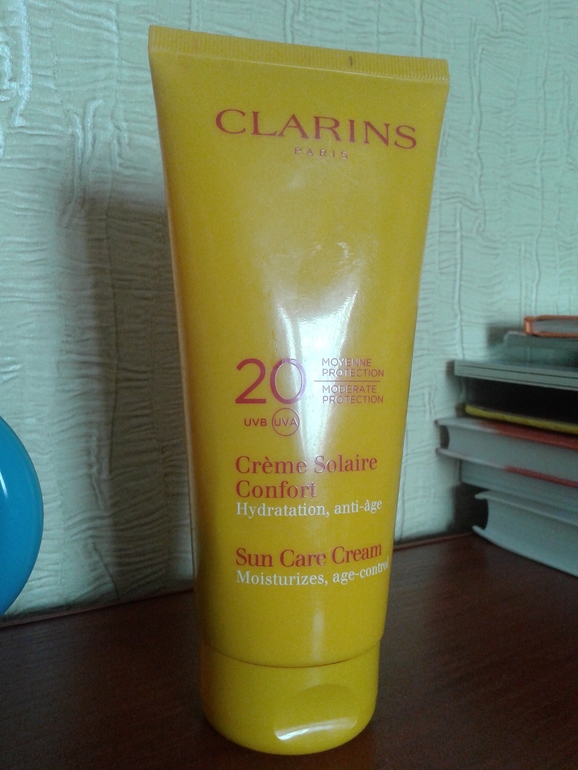 CLARINS
PARIS
20
MOYENNE
PROTECTION
MODERATE
PROTECTION
UVB UVA
Crème Solaire
Confort
Hydratation, anti-âge
Sun Care Cream
Moisturizes, age-control